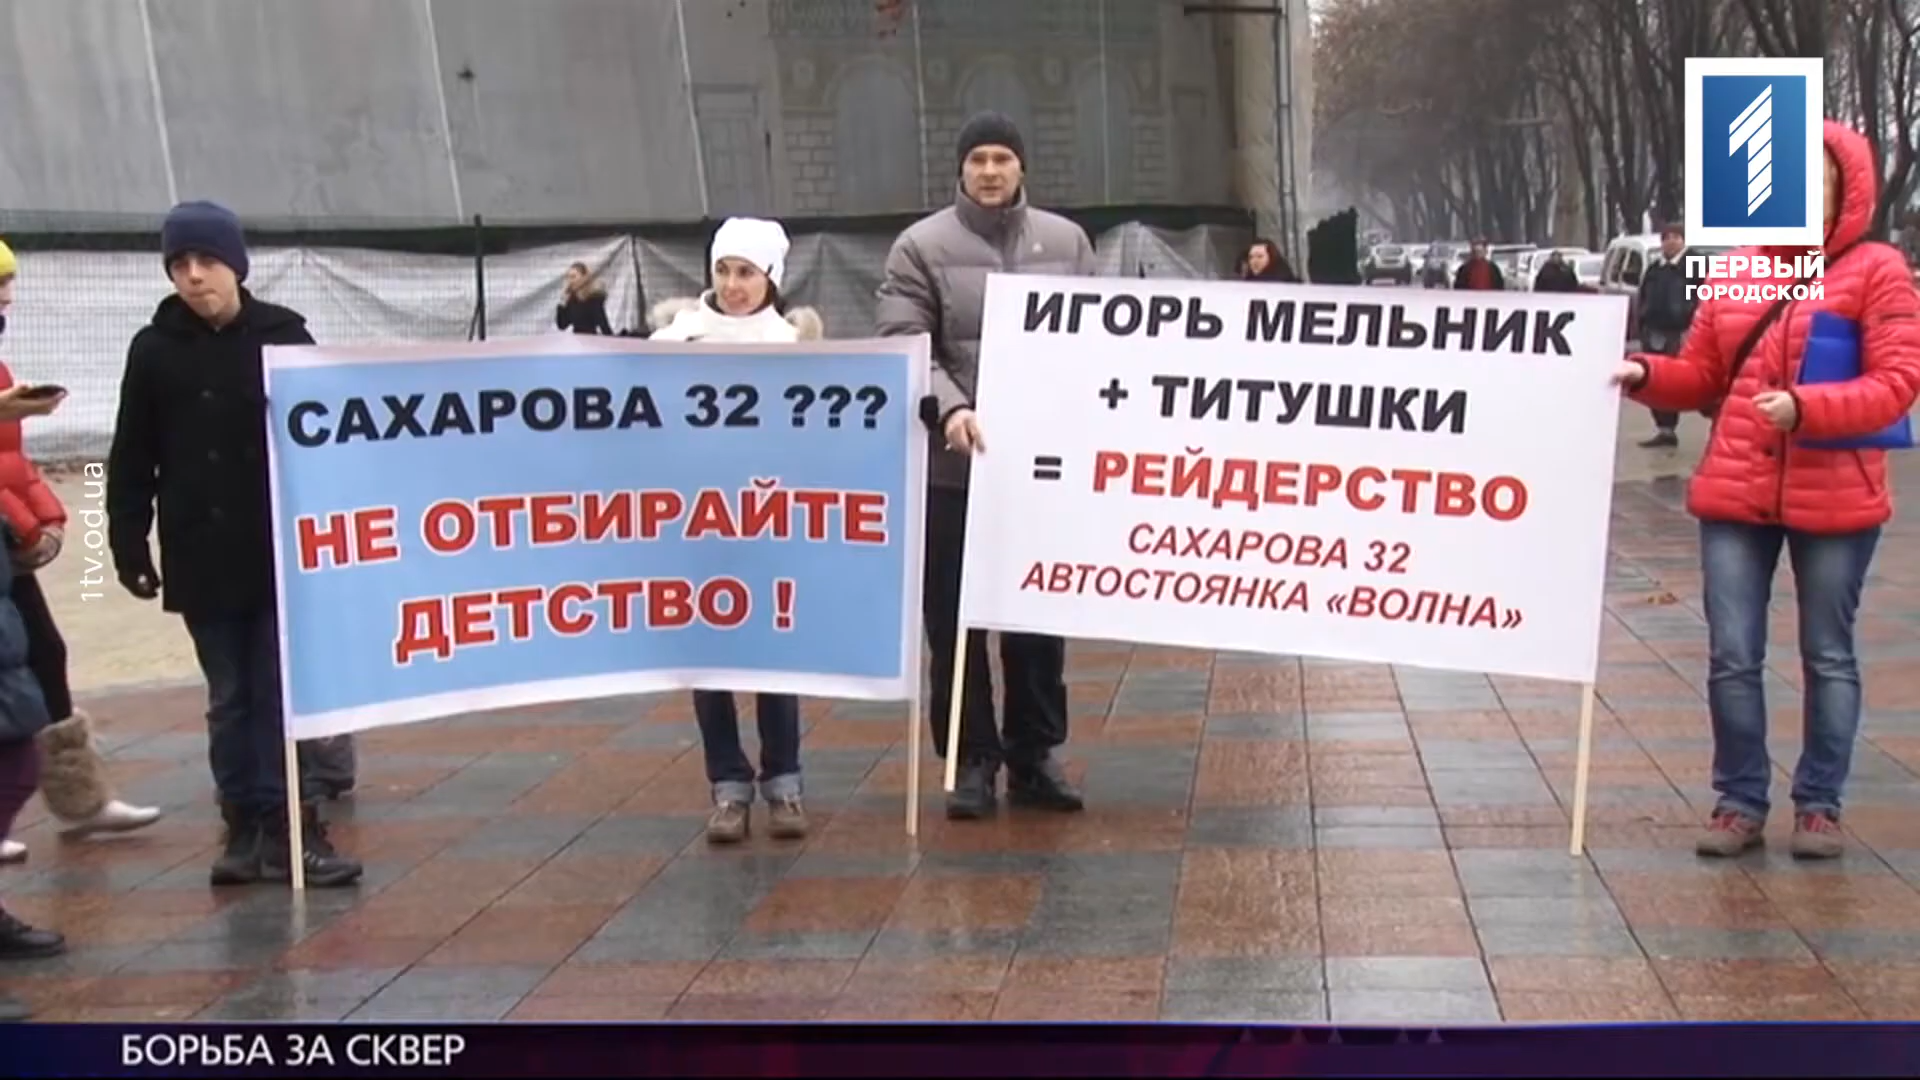 САХАРОВА 32 ???
НЕ ОТБИРАЙТЕ
ДЕТСТВО !
ИГОРЬ МЕЛЬНИК
+ ТИТУШКИ
= РЕЙДЕРСТВО
САХАРОВА 32
АВТОСТОЯНКА «ВОЛНА»
1
ПЕРВЫЙ
ГОРОДСКОЙ
1tv.od.ua
БОРЬБА ЗА СКВЕР